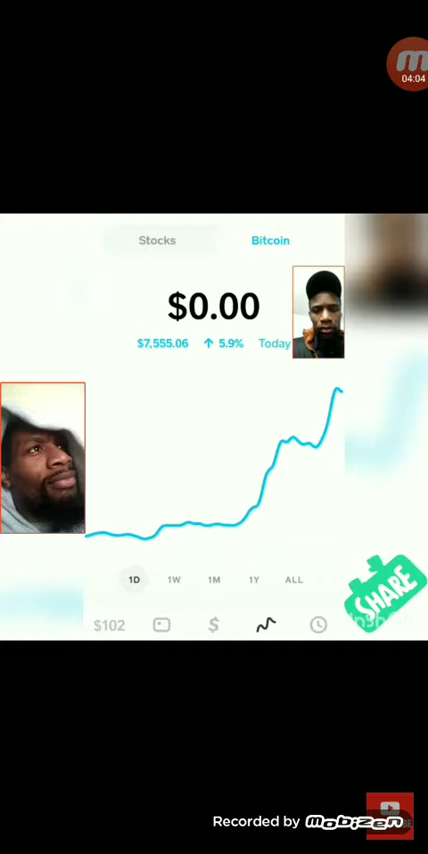 04:04
Stocks
Bitcoin
$0.00
$7,555.06 ↑ 5.9% Today
1D 1W 1M 1Y ALL
SHARE
$102 $
Recorded by mobizen